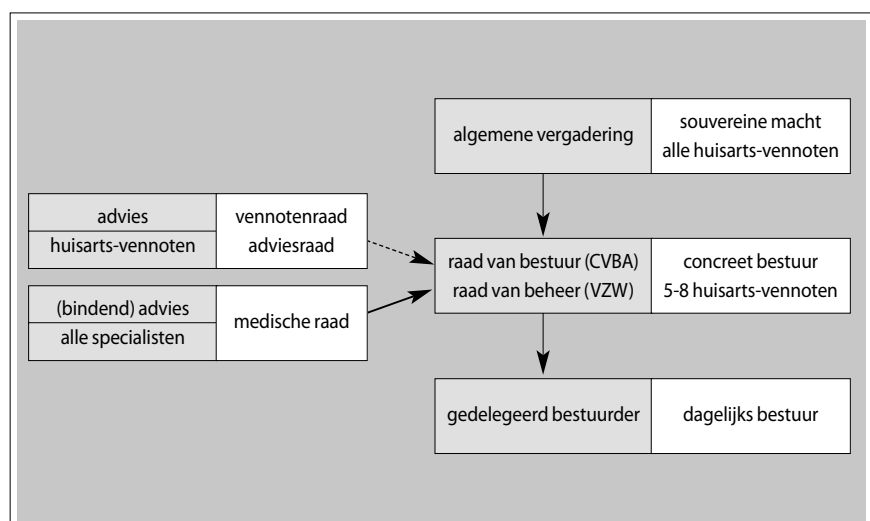 algemene vergadering
souvereine macht
alle huisarts-vennoten
advies
huisarts-vennoten
vennotenraad
adviesraad
raad van bestuur (CVBA)
raad van beheer (VZW)
concreet bestuur
5-8 huisarts-vennoten
(bindend) advies
alle specialisten
medische raad
gedelegeerd bestuurder
dagelijks bestuur